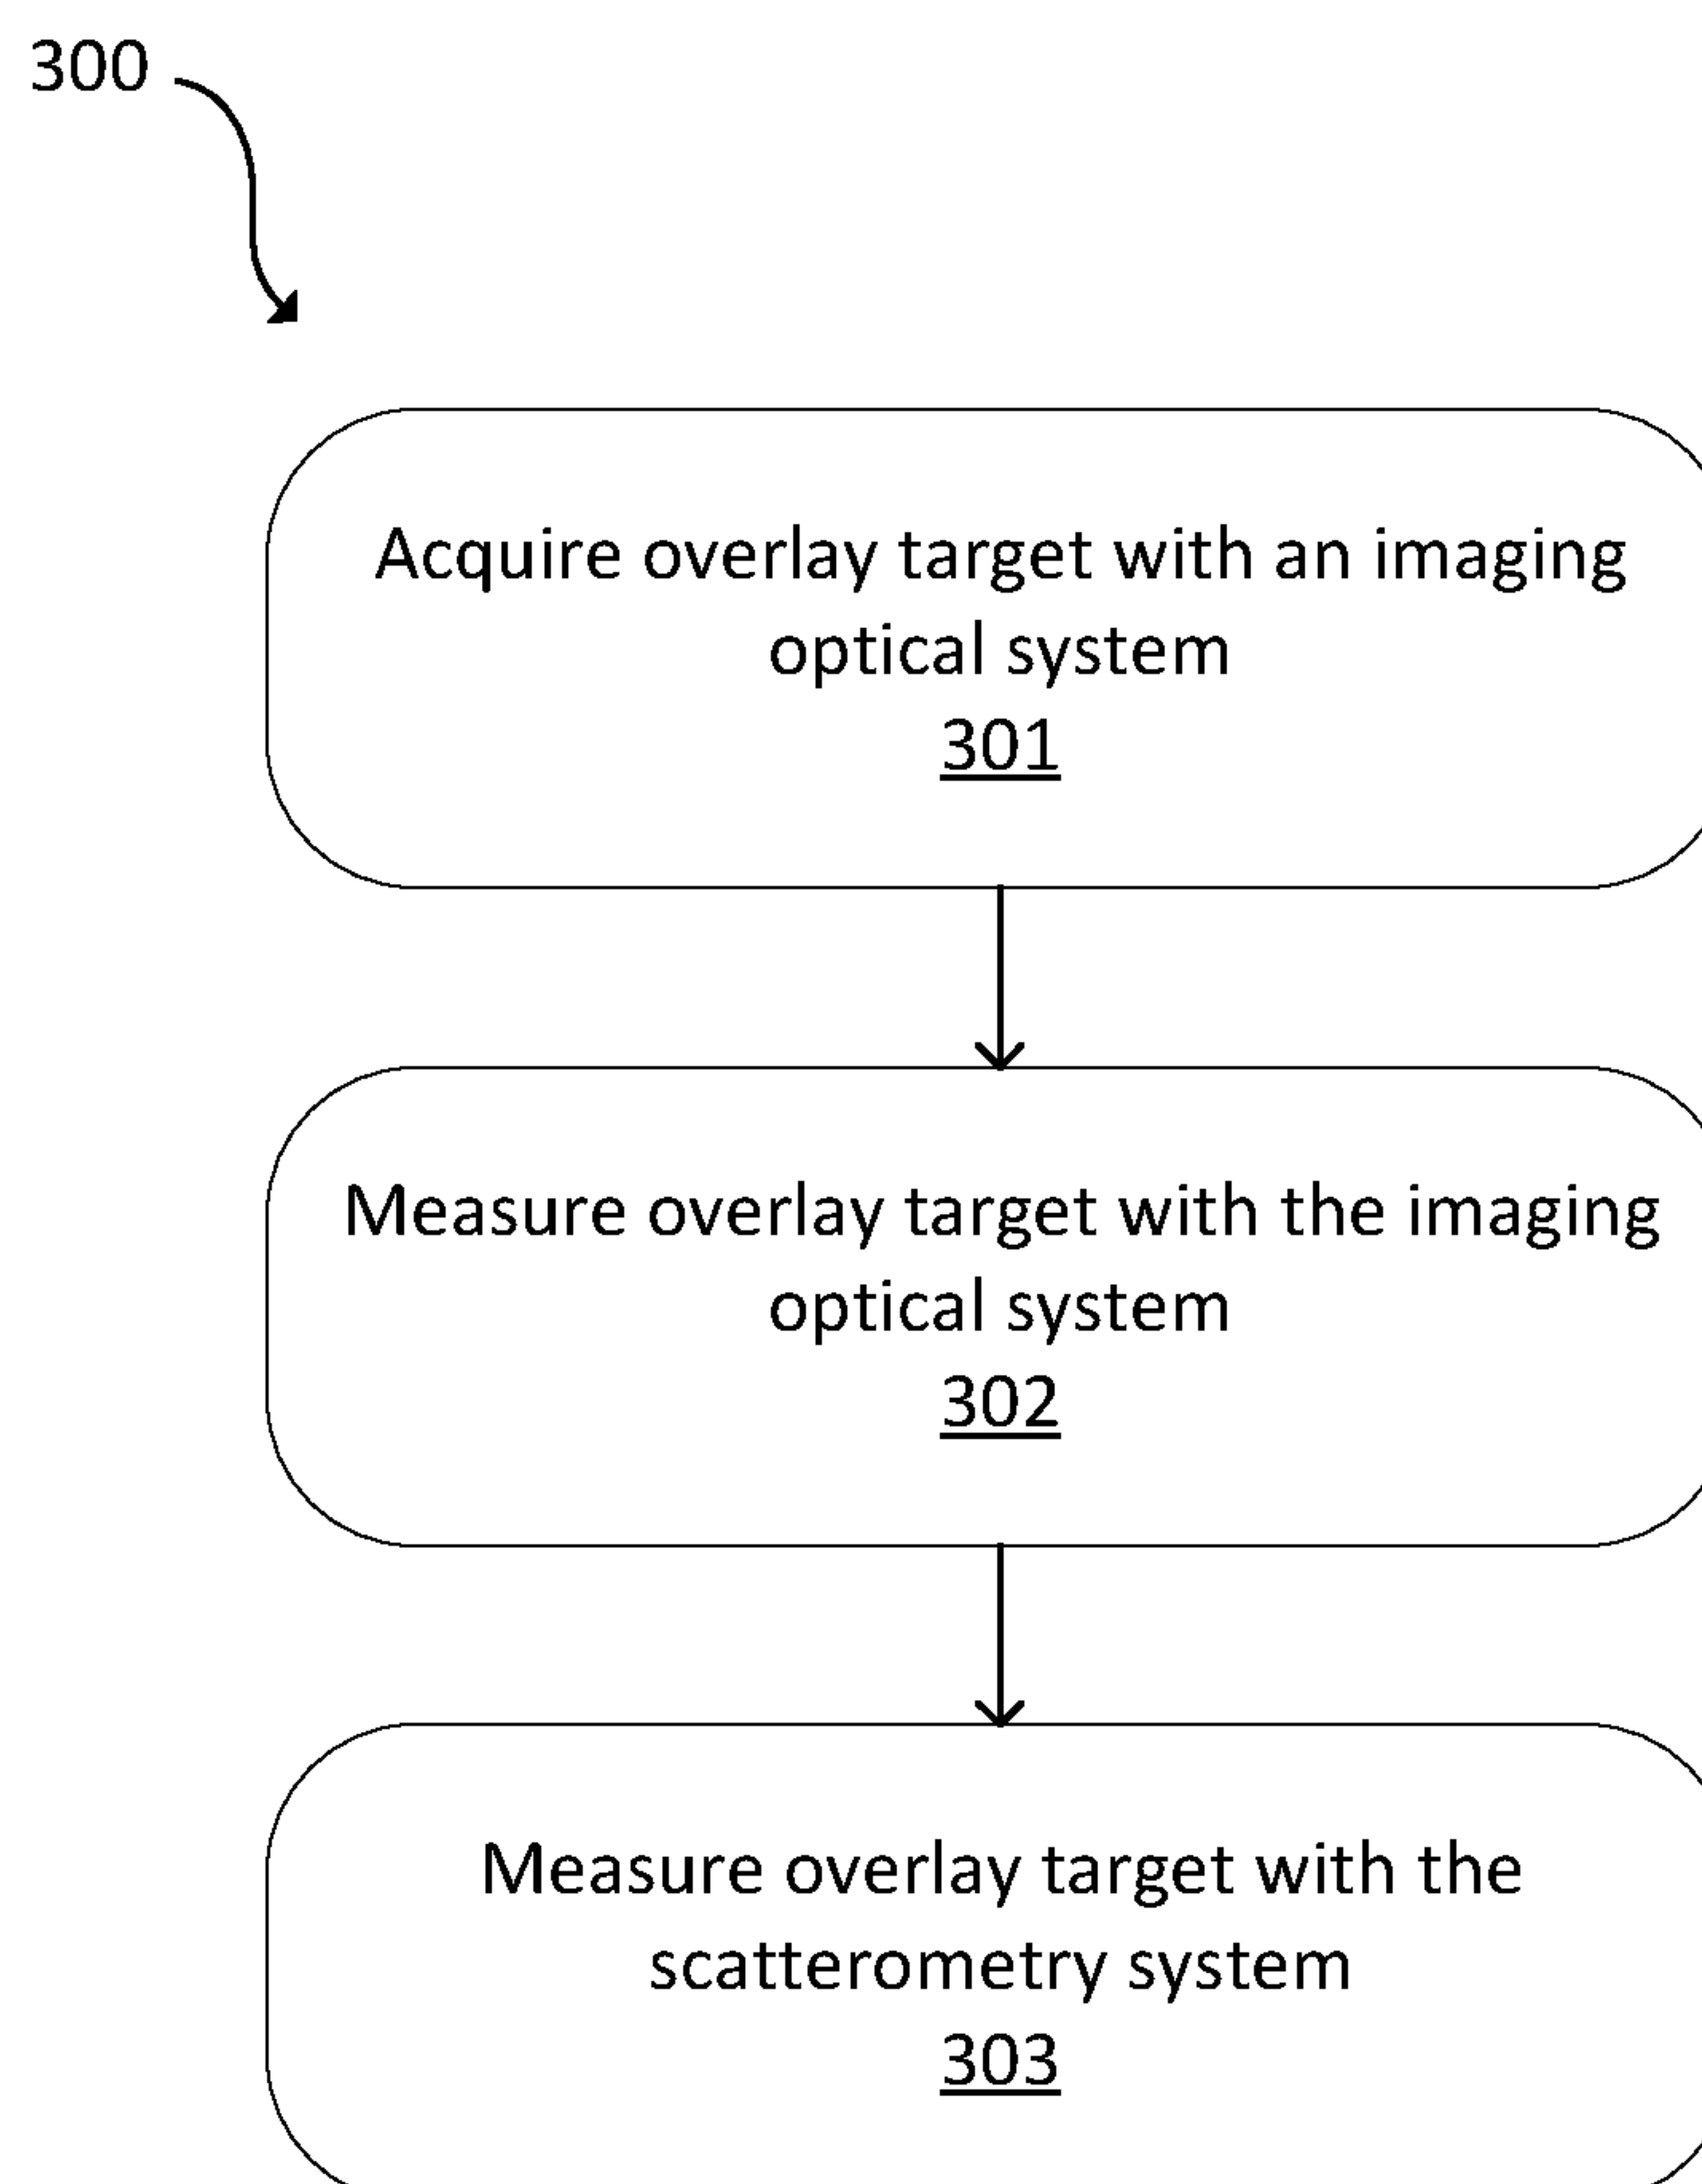 300
Acquire overlay target with an imaging
optical system
301
Measure overlay target with the imaging
optical system
302
Measure overlay target with the
scatterometry system
303